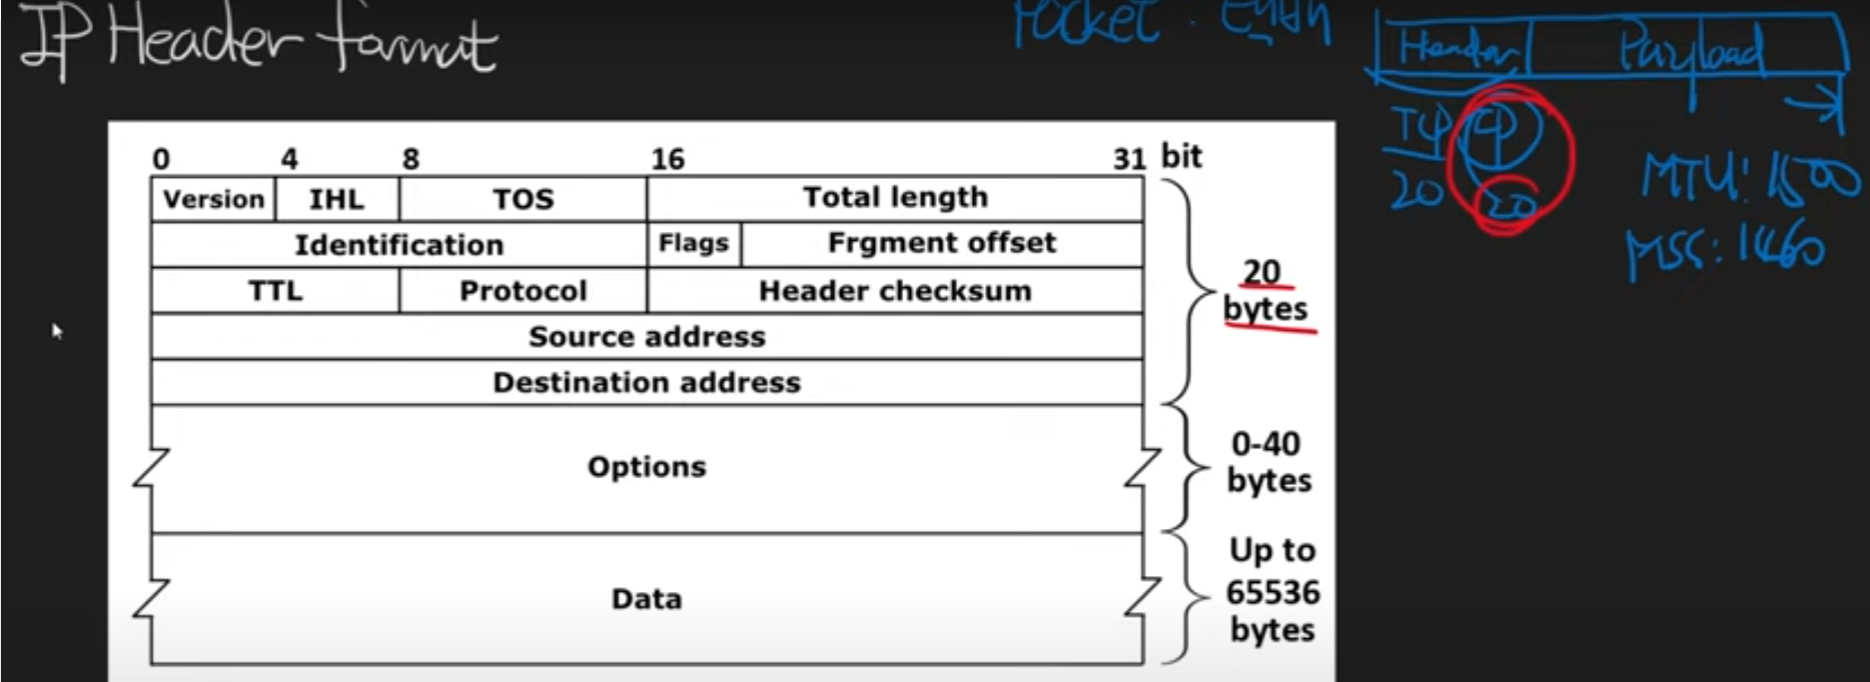 IP Header format
Packet :
Header Payload
TCP IP
20 20
MTU: 1500
MSS: 1460
0 4 8 16 31 bit
Version IHL TOS Total length
Identification Flags Frgment offset
TTL Protocol Header checksum
Source address
Destination address
20
bytes
Options
0-40
bytes
Data
Up to
65536
bytes